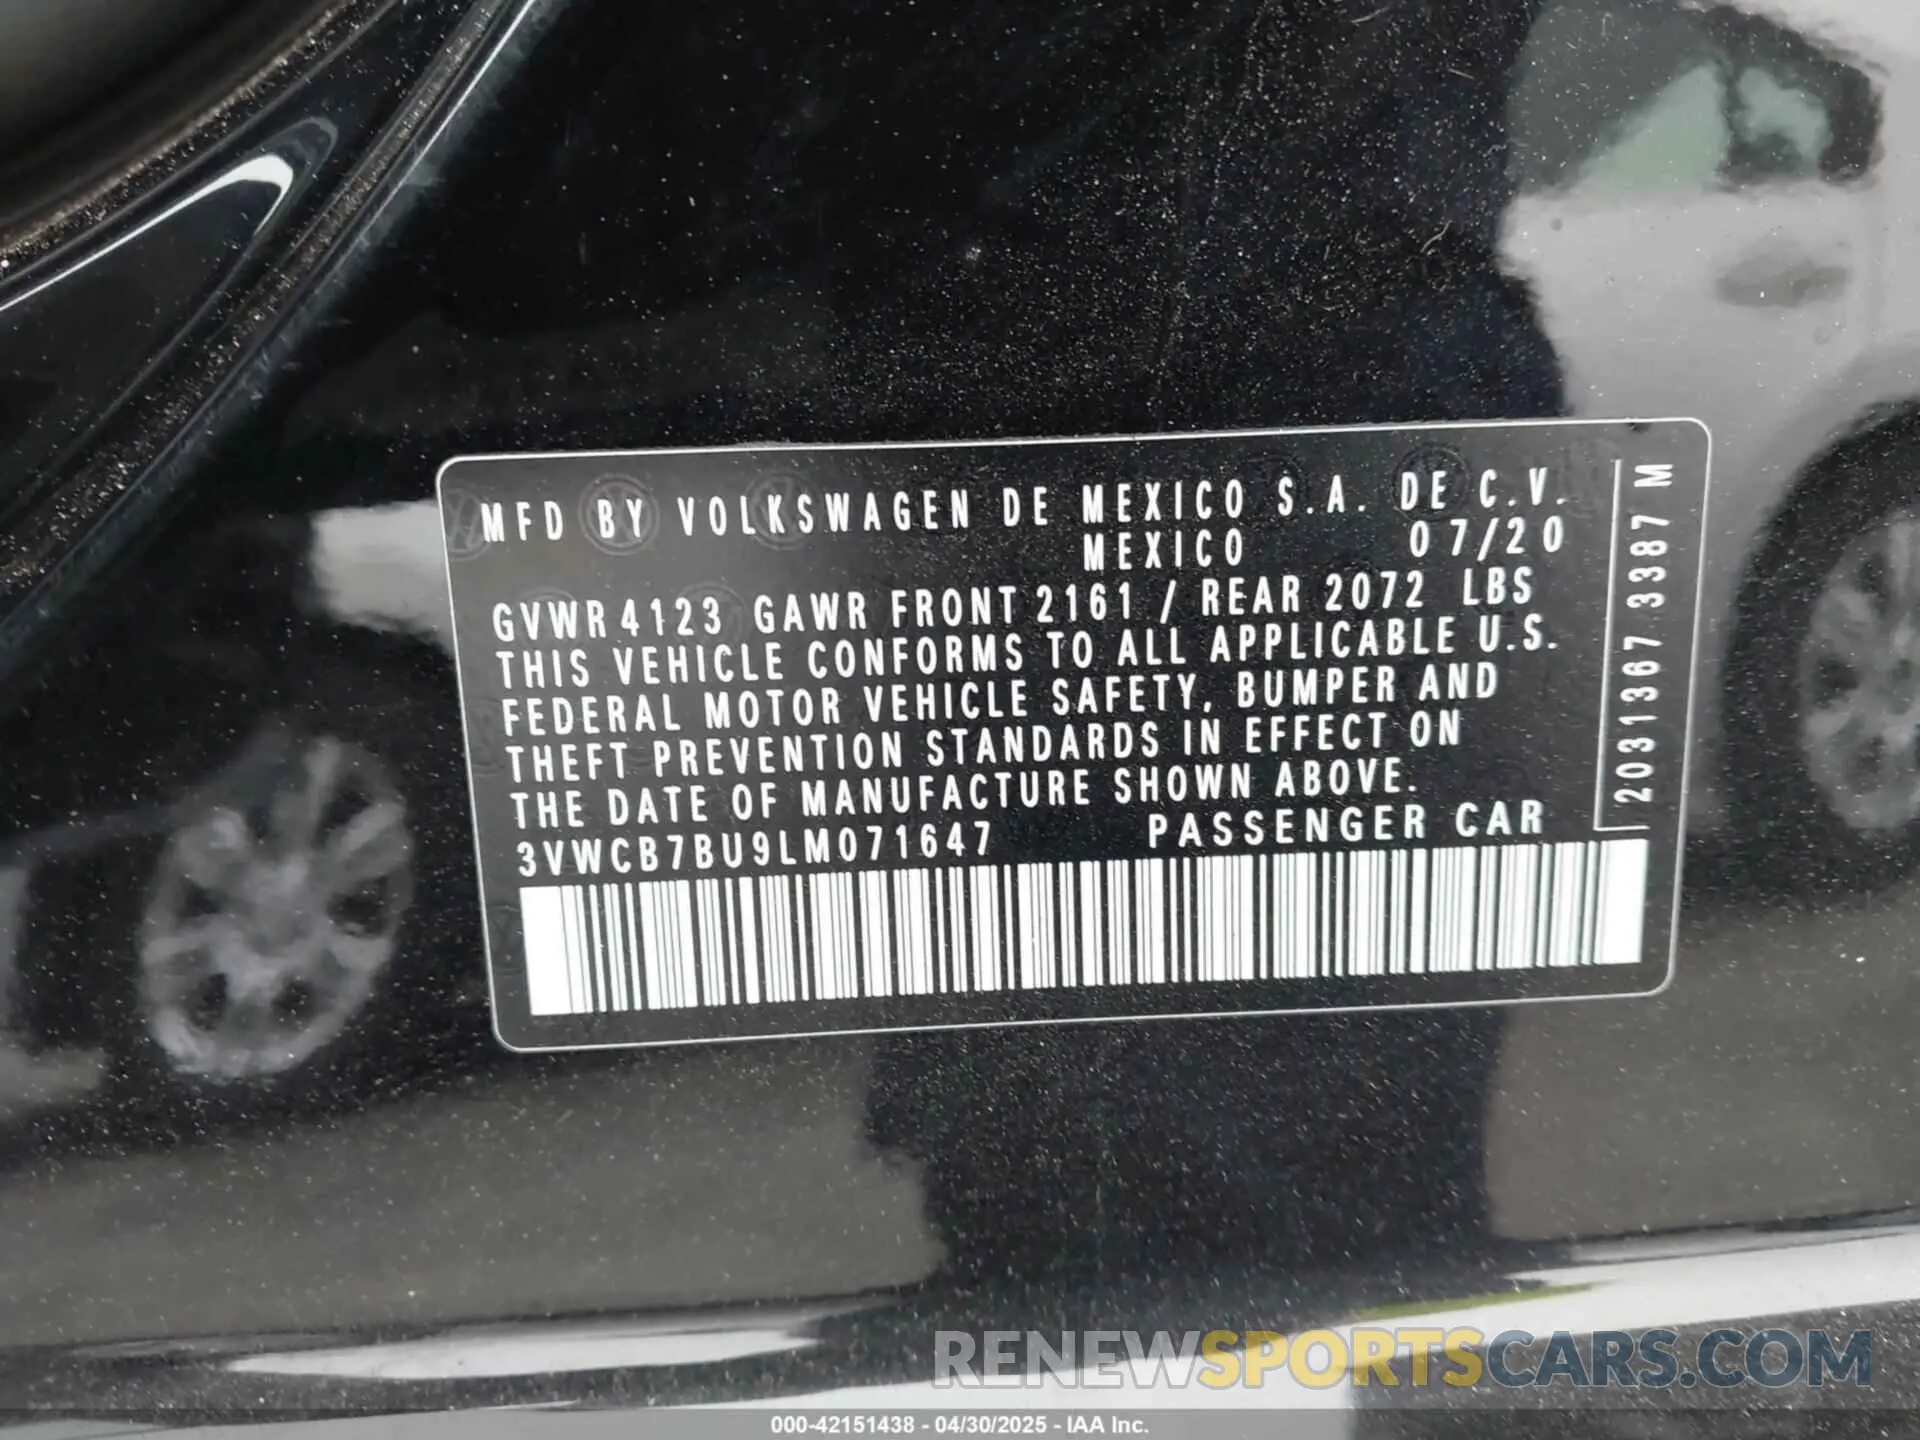 MFD BY VOLKSWAGEN DE MEXICO S.A. DE C.V.
MEXICO 07/20
GVWR 4123 GAWR FRONT 2161 / REAR 2072 LBS
THIS VEHICLE CONFORMS TO ALL APPLICABLE U.S.
FEDERAL MOTOR VEHICLE SAFETY, BUMPER AND
THEFT PREVENTION STANDARDS IN EFFECT ON
THE DATE OF MANUFACTURE SHOWN ABOVE.
3VWCB7BU9LM071647 PASSENGER CAR
2031367 3387 M
RENEWSPORTSCARS.COM
000-42151438 - 04/30/2025 - IAA Inc.